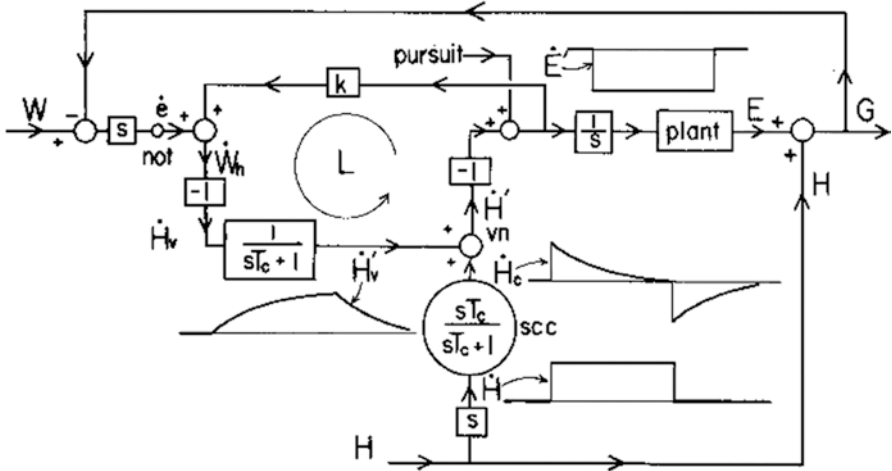 pursuit
Ė′
k
W
-
+
s
ė
not
+
+
Ẇₕ
-1
L
+
+
1
s
plant
E
+
+
G
H
-1
Ḣ′
Ḣᵥ
1
sTc + 1
Ḣ′ᵥ
+
+
vn
Ḣc
sTc
sTc + 1
scc
Ḣ
s
H